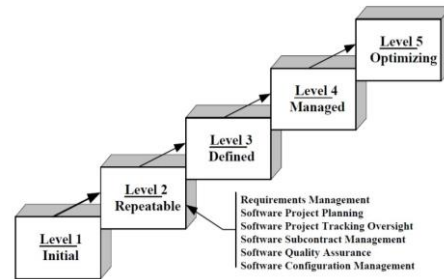 Level 5
Optimizing
Level 4
Managed
Level 3
Defined
Level 2
Repeatable
Level 1
Initial
Requirements Management
Software Project Planning
Software Project Tracking Oversight
Software Subcontract Management
Software Quality Assurance
Software Configuration Management